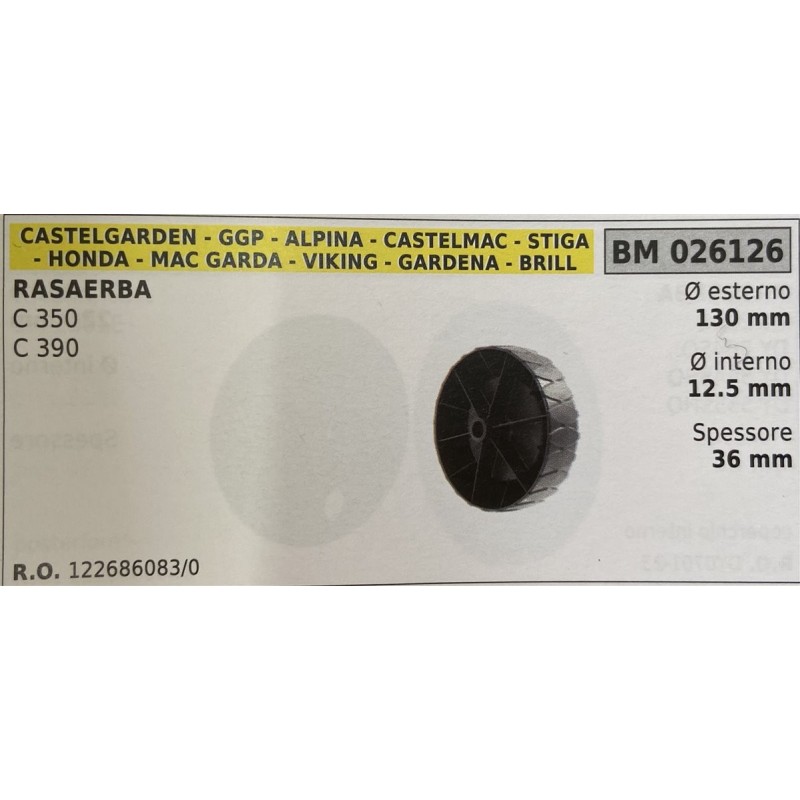 CASTELGARDEN - GGP - ALPINA - CASTELMAC - STIGA
- HONDA - MAC GARDA - VIKING - GARDENA - BRILL
BM 026126
RASAERBA
C 350
C 390
Ø esterno
130 mm
Ø interno
12.5 mm
Spessore
36 mm
R.O. 122686083/0